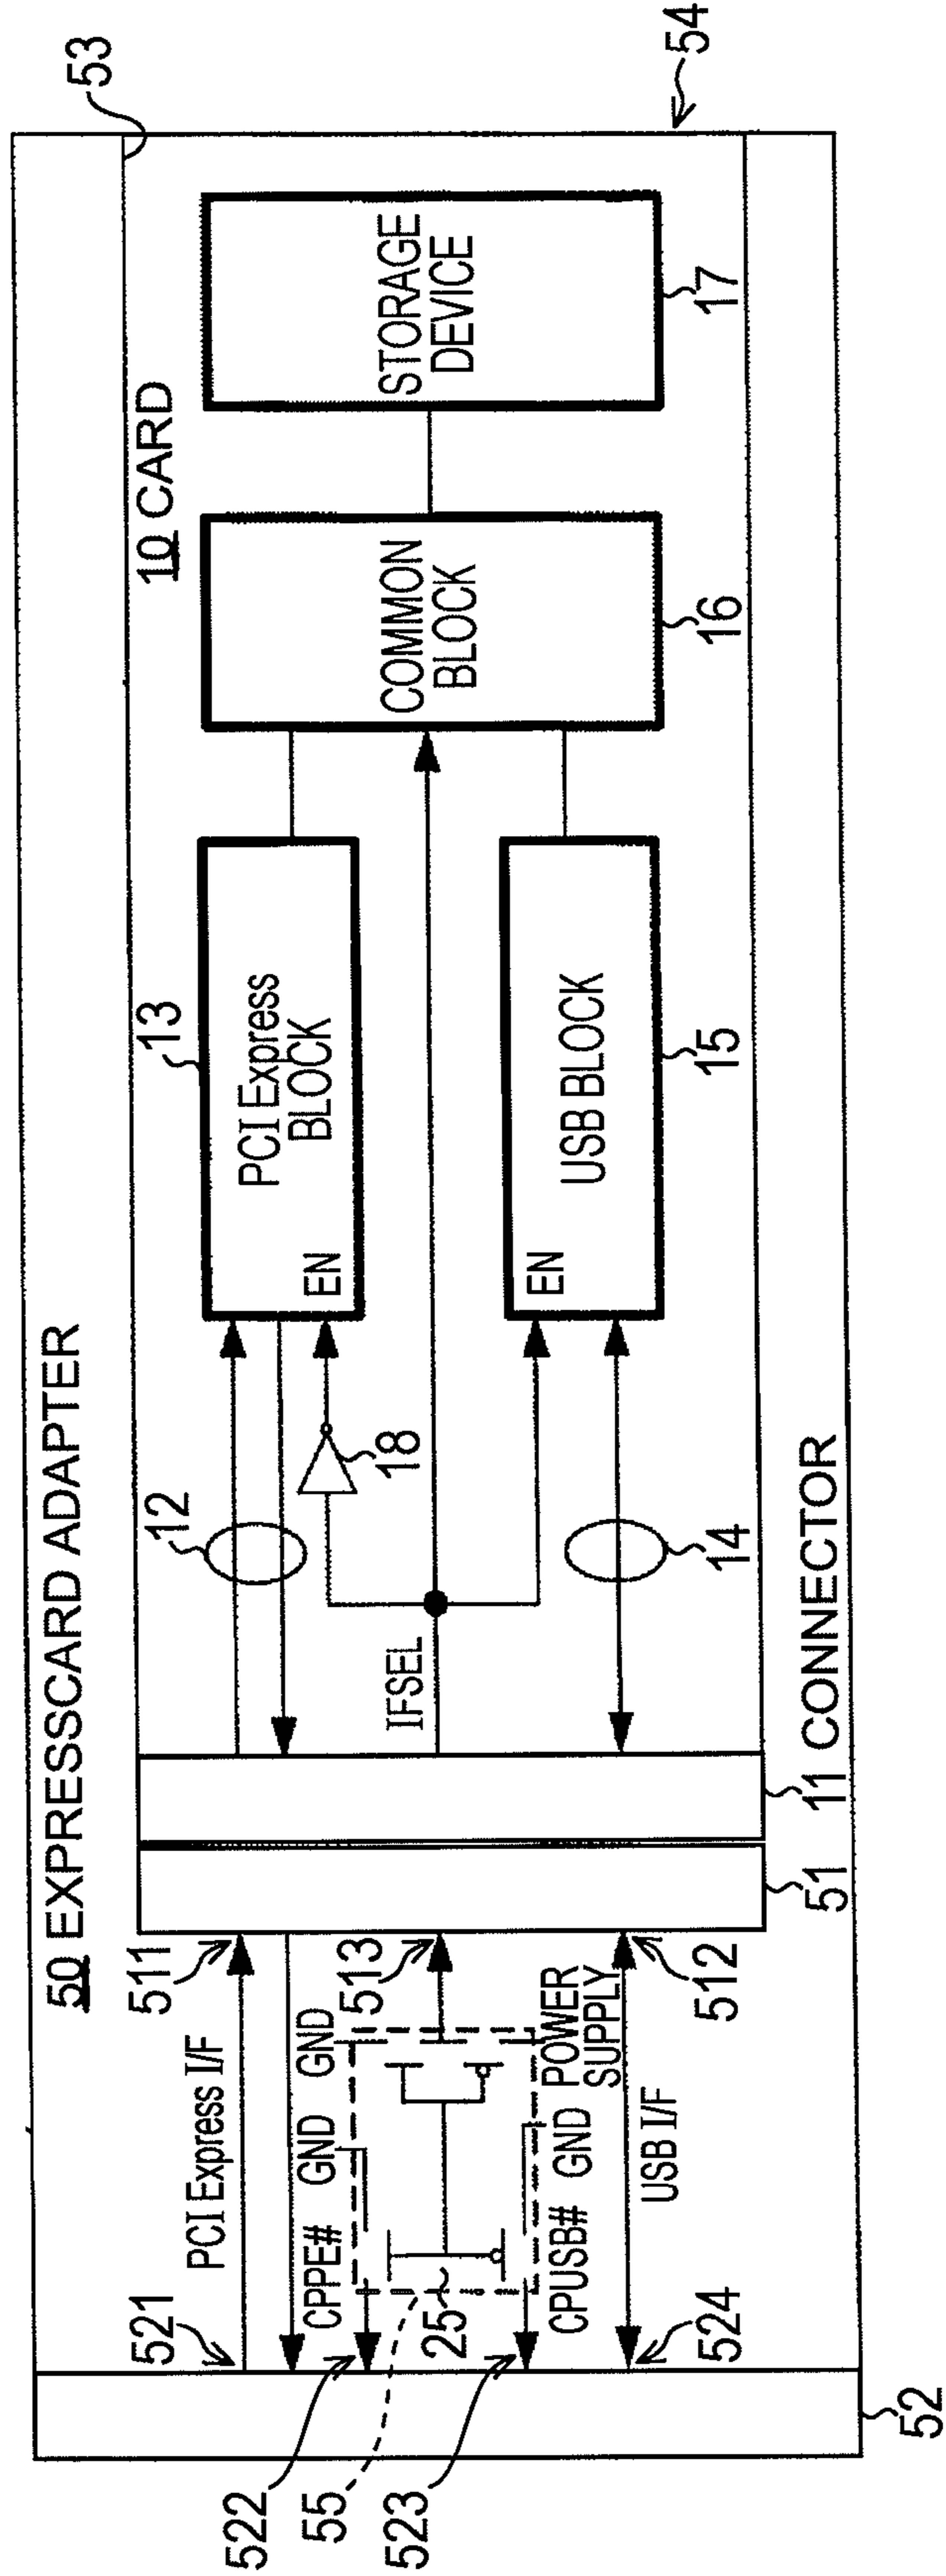 50 EXPRESSCARD ADAPTER
53
54
10 CARD
521
PCI Express I/F
511
12
13
PCI Express
BLOCK
EN
18
COMMON
BLOCK
16
STORAGE
DEVICE
17
522
CPPE#
GND
GND
55
25
513
IFSEL
523
CPUSB#
GND
POWER
SUPPLY
EN
USB BLOCK
15
524
USB I/F
512
14
52
51
11 CONNECTOR